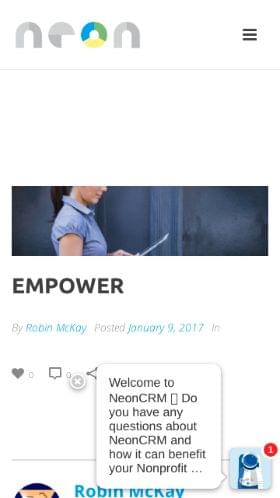 neon
EMPOWER
By Robin McKay Posted January 9, 2017 In
0
0
Welcome to
NeonCRM ▯ Do
you have any
questions about
NeonCRM and
how it can benefit
your Nonprofit ...
1
Robin McKay